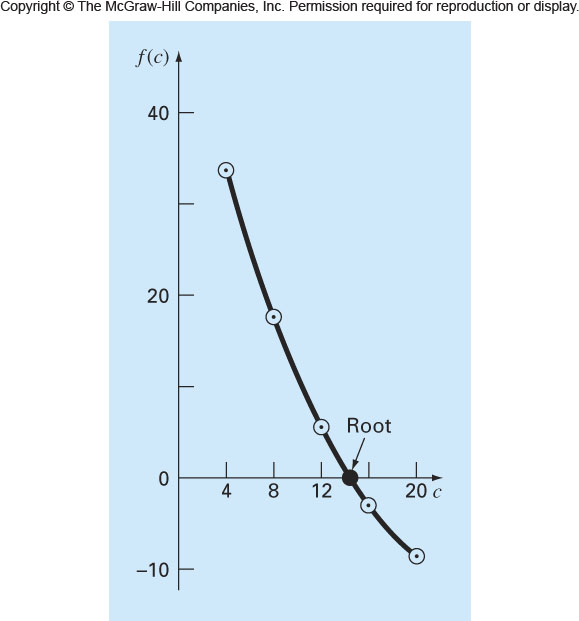 Copyright © The McGraw-Hill Companies, Inc. Permission required for reproduction or display.
f(c)
40
20
Root
0
4 8 12 20 c
–10